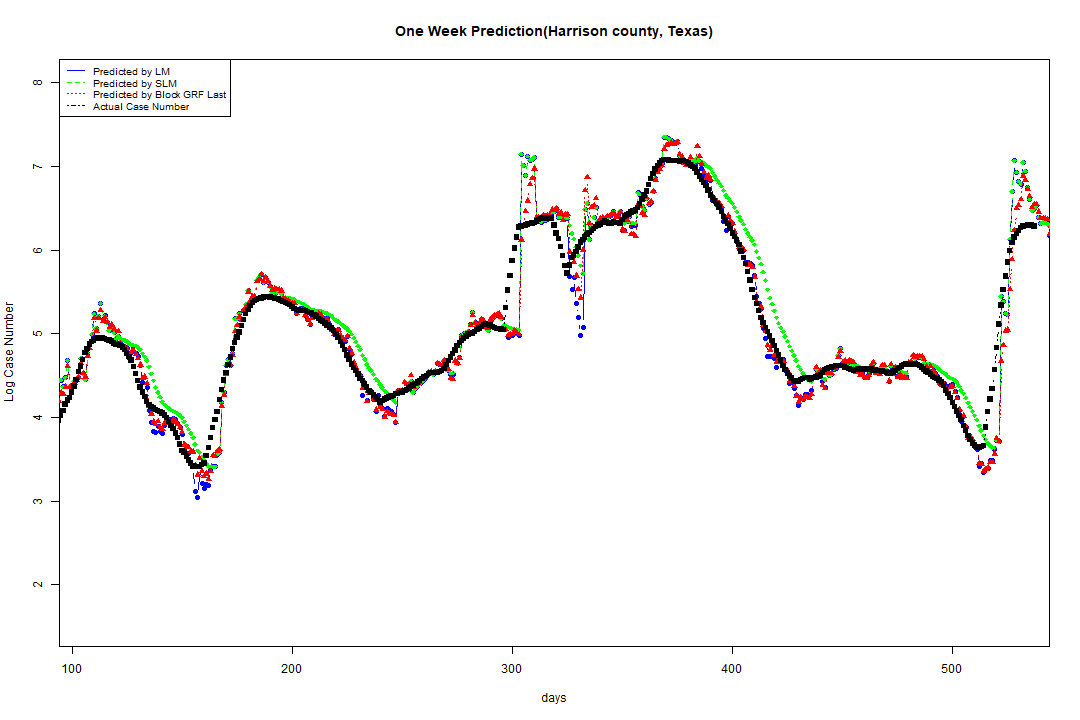 One Week Prediction(Harrison county, Texas)
Predicted by LM
Predicted by SLM
Predicted by Block GRF Last
Actual Case Number
8
7
6
5
4
3
2
Log Case Number
100 200 300 400 500
days